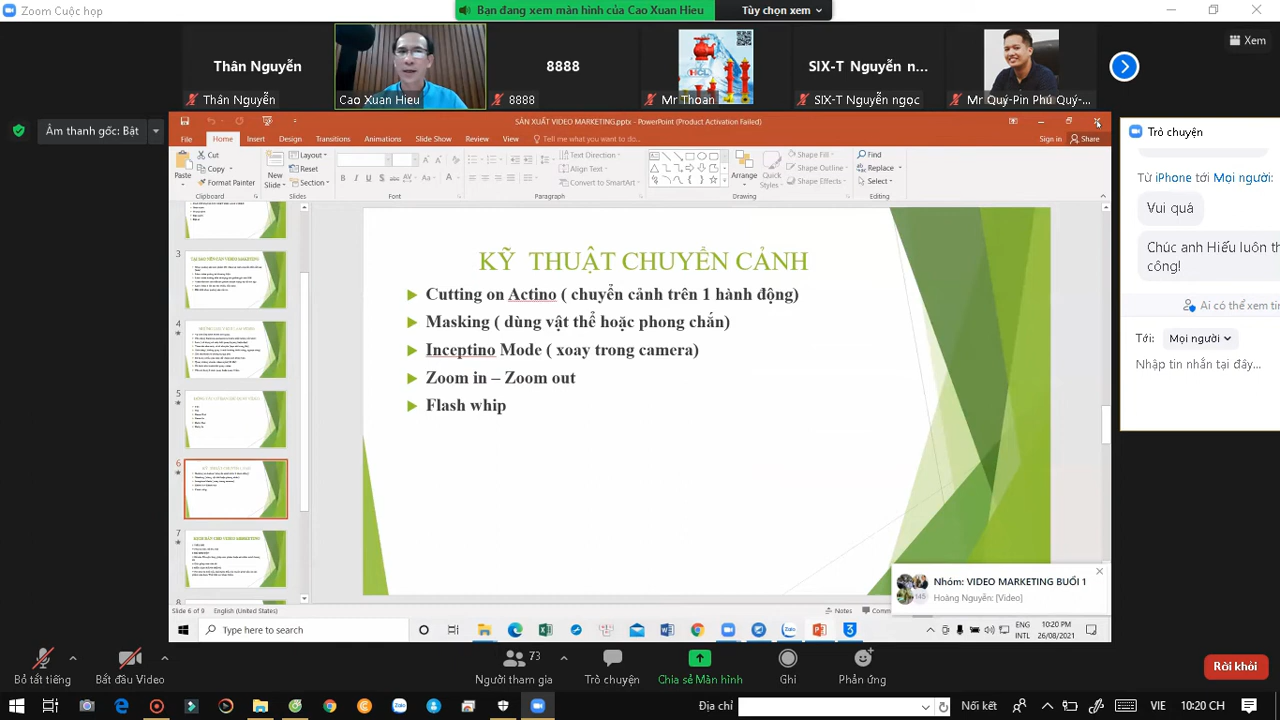 Zoom Cuộc họp
Bạn đang xem màn hình của Cao Xuan Hieu
Tùy chọn xem
Thân Nguyễn
8888
SIX-T Nguyễn n...
Xem
Thân Nguyễn
Cao Xuan Hieu
8888
HCL
Mr Thoan
SIX-T Nguyễn ngọc
Mr Quý-Pin Phú Quý-...
Âm thanh gốc: Bật
SẢN XUẤT VIDEO MARKETING.pptx - PowerPoint (Product Activation Failed)
File
Home
Insert
Design
Transitions
Animations
Slide Show
Review
View
Tell me what you want to do...
Sign in
Share
Paste
Cut
Copy
Format Painter
Clipboard
New Slide
Layout
Reset
Section
Slides
Font
Text Direction
Align Text
Convert to SmartArt
Paragraph
Arrange
Quick Styles
Shape Fill
Shape Outline
Shape Effects
Drawing
Find
Replace
Select
Editing
3
4
5
6
7
8
KỸ THUẬT CHUYỂN CẢNH
Cutting on Actino ( chuyển cảnh trên 1 hành động)
Masking ( dùng vật thể hoặc phong chắn)
Inceptino Mode ( xoay trong camera)
Zoom in – Zoom out
Flash whip
Trò chuyện
Từ iPhone tới Mọi người:
Vui quá
Chúc anh Hiếu luôn t
công!
Ai có thể xem ti
Tới: Mọi người
Nhập tin nhắn tại đây...
145
Nhóm: VIDEO MARKETING BUỔI 1
Hoàng Nguyễn: [Video]
Slide 6 of 9
English (United States)
Notes
Type here to search
ENG
INTL
10:20 PM
26/08/2021
Bỏ tắt tiếng
Bắt đầu Video
73
Người tham gia
Trò chuyện
Chia sẻ Màn hình
Ghi
Phản ứng
Rời khỏi
Địa chỉ
Kết nối
VIE
10:20 CH